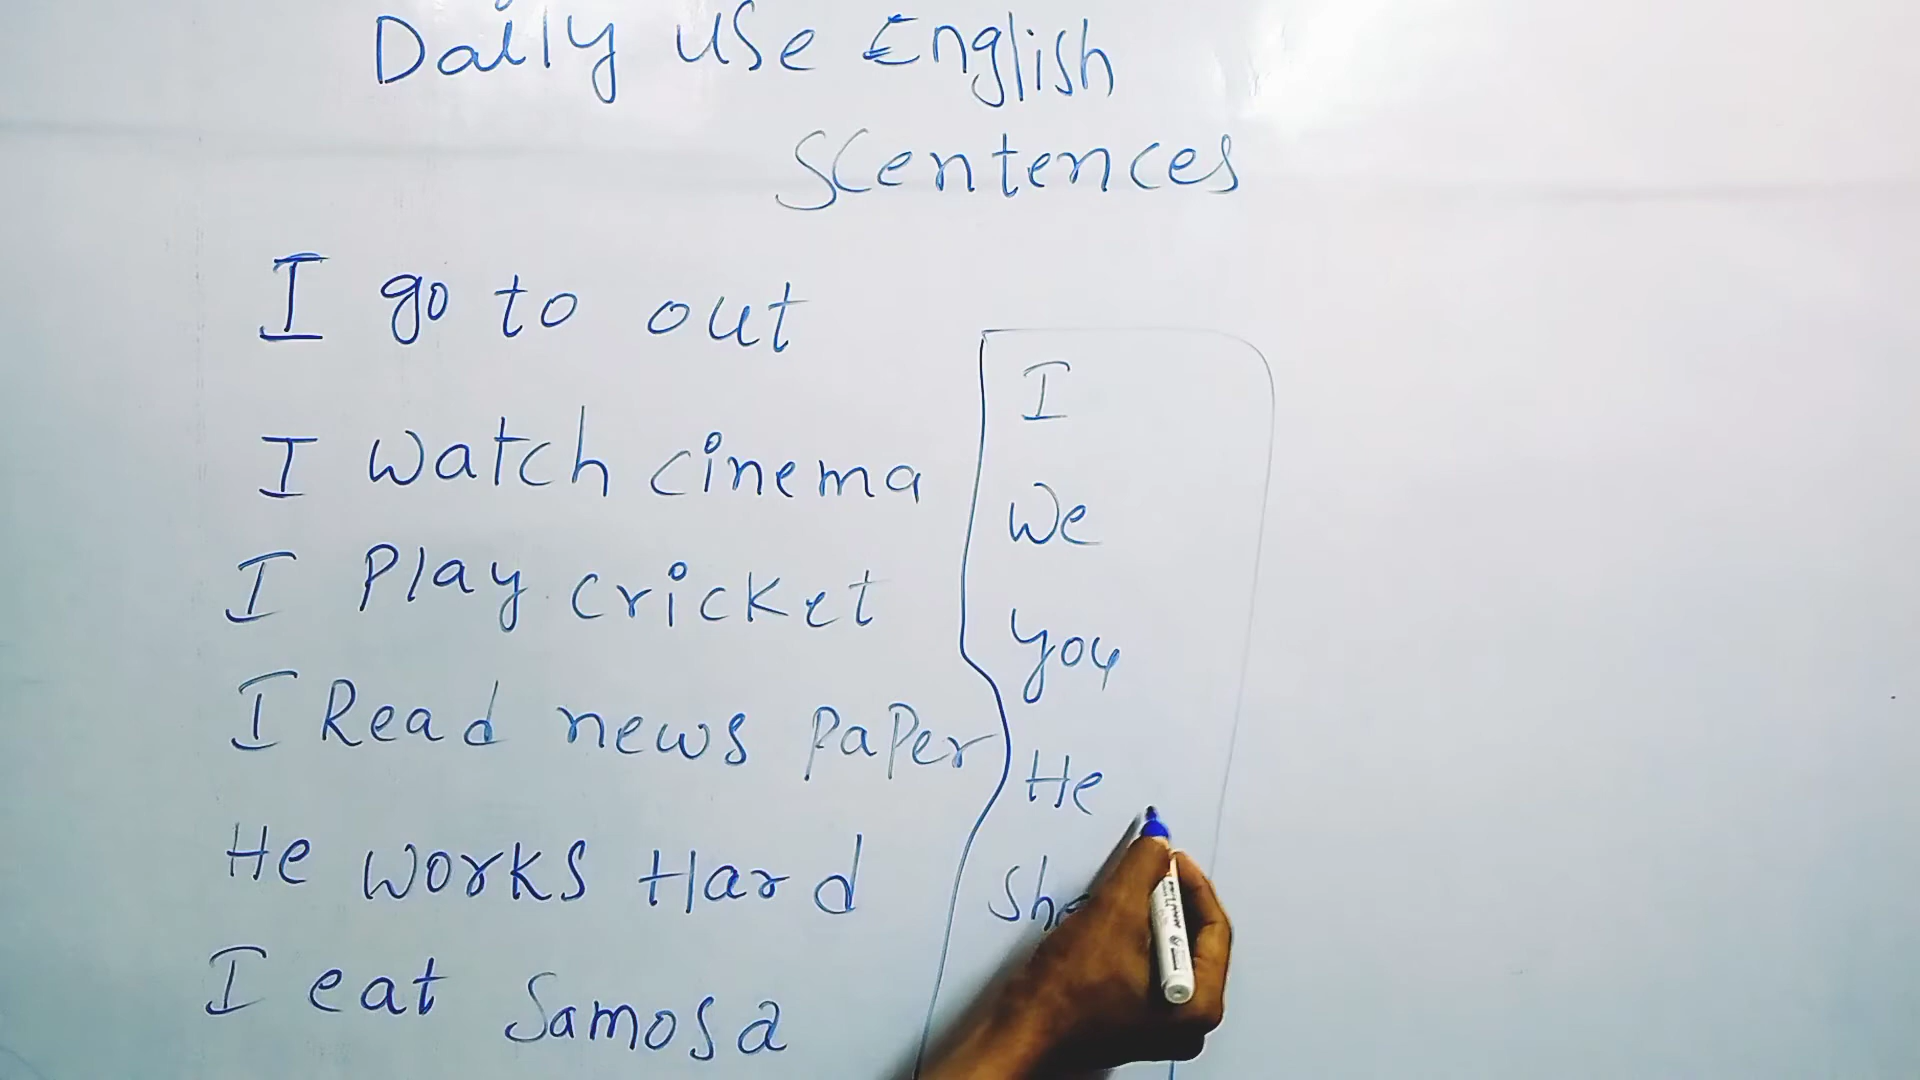 Daily Use English
Scentences
I go to out
I watch cinema
I Play cricket
I Read news paper
He works Hard
I eat Samosa
I
We
you
He
She